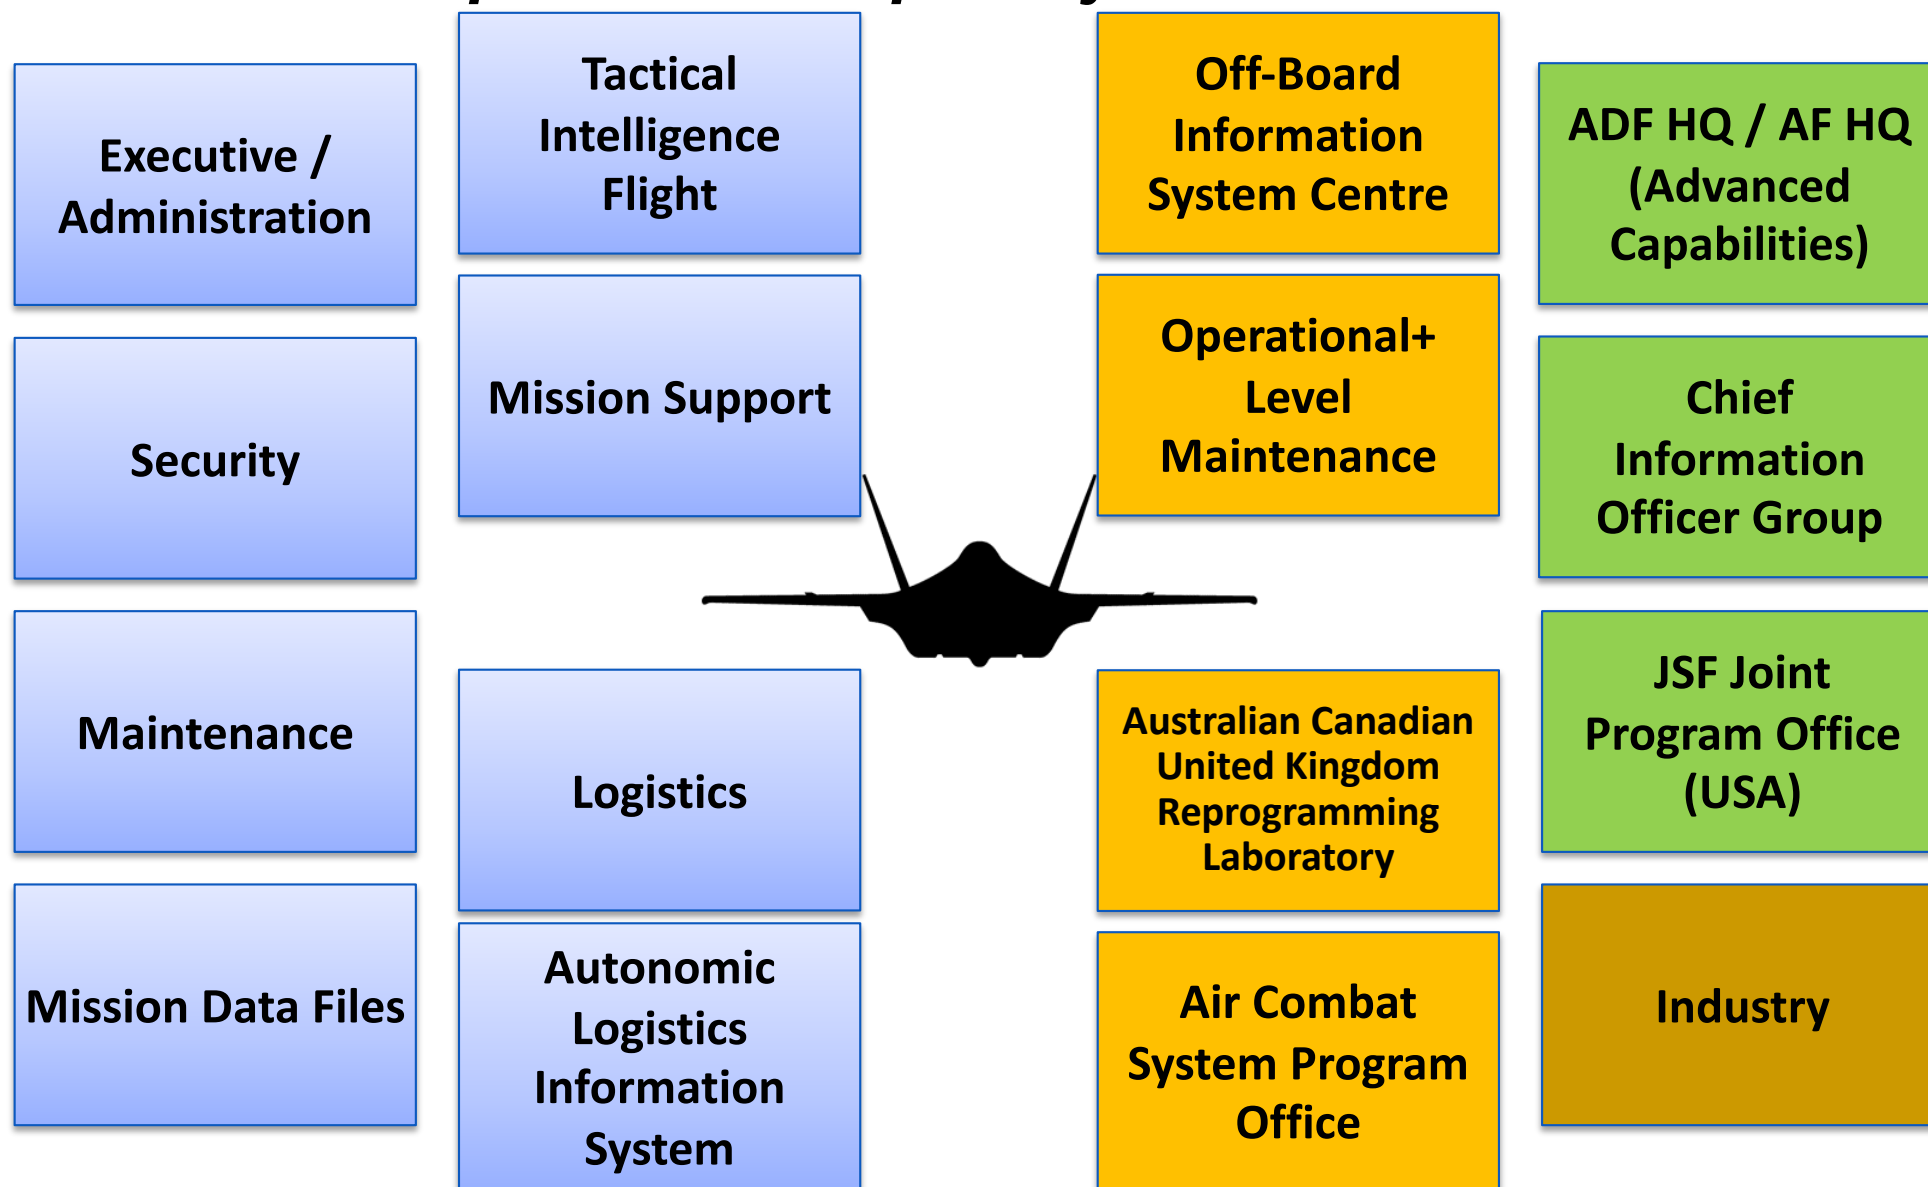 Executive /
Administration
Security
Maintenance
Mission Data Files
Tactical
Intelligence
Flight
Mission Support
Logistics
Autonomic
Logistics
Information
System
Off-Board
Information
System Centre
Operational+
Level
Maintenance
Australian Canadian
United Kingdom
Reprogramming
Laboratory
Air Combat
System Program
Office
ADF HQ / AF HQ
(Advanced
Capabilities)
Chief
Information
Officer Group
JSF Joint
Program Office
(USA)
Industry